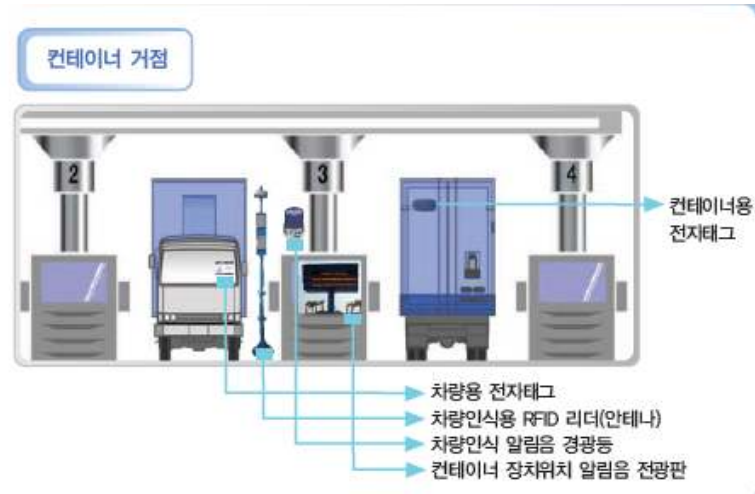 컨테이너 거점
2
3
4
컨테이너용
전자태그
차량용 전자태그
차량인식용 RFID 리더(안테나)
차량인식 알림음 경광등
컨테이너 장치위치 알림음 전광판